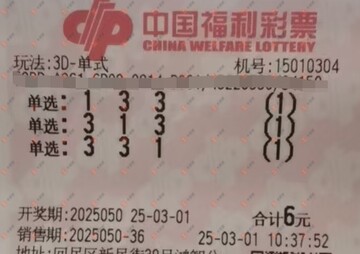 中国福利彩票
CHINA WELFARE LOTTERY
玩法: 3D-单式 机号: 15010304
单选: 1 3 3 (1)
单选: 3 1 3 (1)
单选: 3 3 1 (1)
开奖期: 2025050 25-03-01 合计6元
销售期: 2025050-36 25-03-01 10:37:52